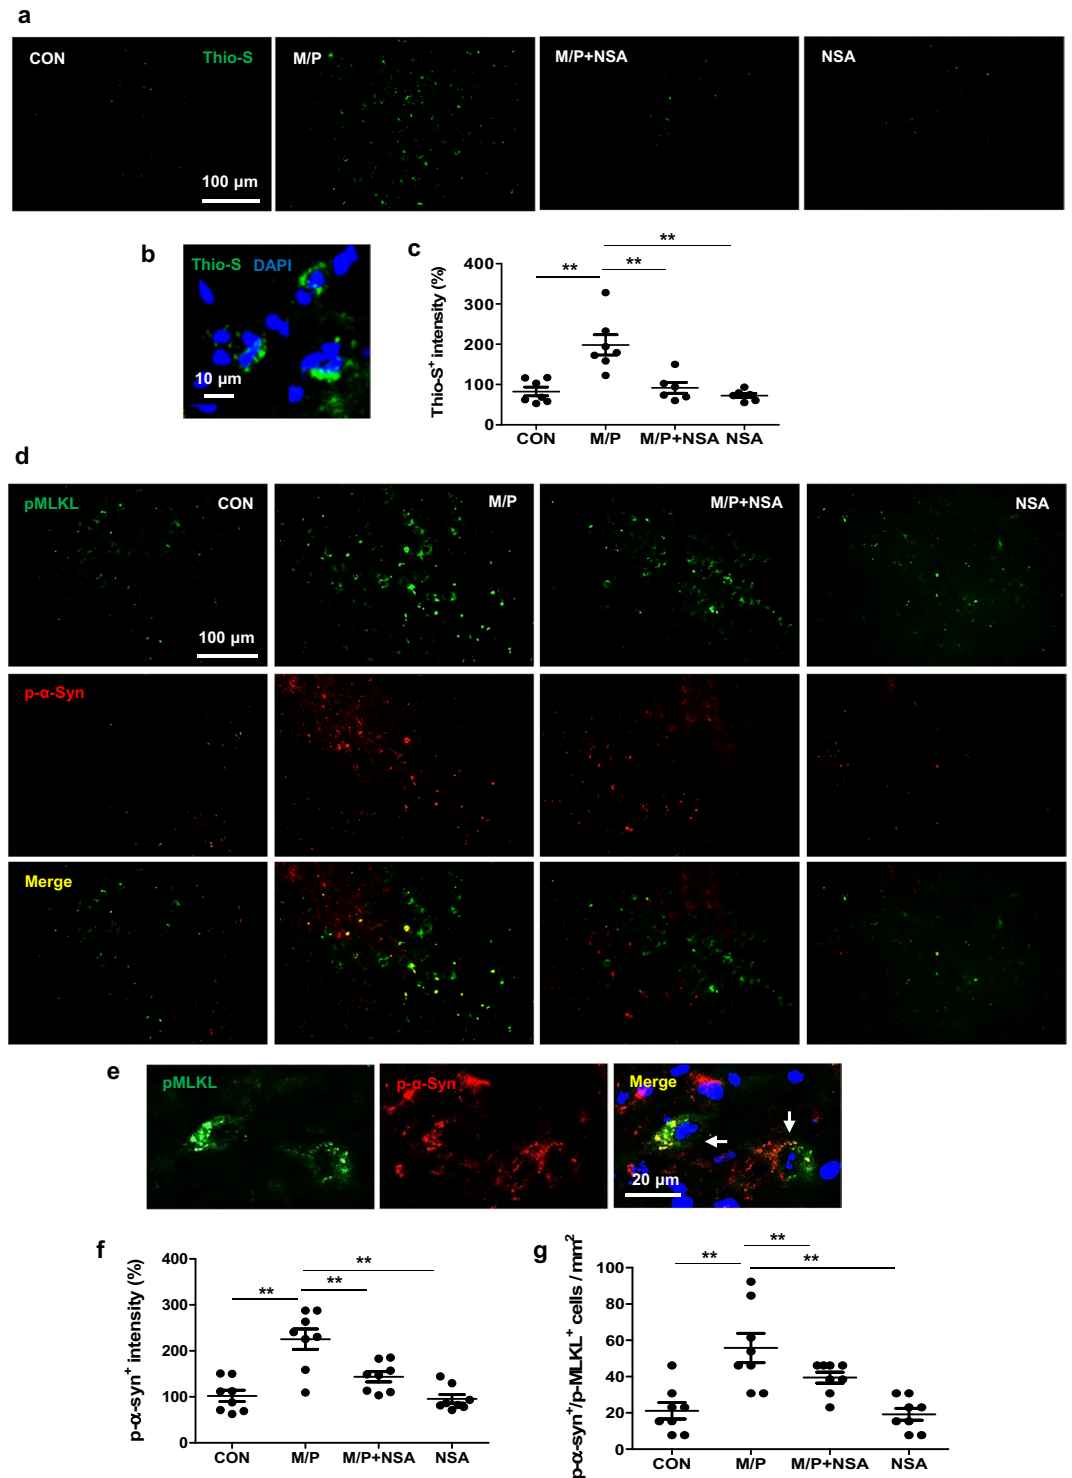 a
CON Thio-S M/P M/P+NSA NSA
100 µm
b
Thio-S DAPI
10 µm
c
Thio-S⁺ intensity (%)
** ** **
400
300
200
100
0
CON M/P M/P+NSA NSA
d
pMLKL CON M/P M/P+NSA NSA
100 µm
p-α-Syn
Merge
e
pMLKL p-α-Syn Merge
20 µm
f
p-α-syn⁺ intensity (%)
** ** **
400
300
200
100
0
CON M/P M/P+NSA NSA
g
p-α-syn⁺/p-MLKL⁺ cells / mm²
** ** **
100
80
60
40
20
0
CON M/P M/P+NSA NSA